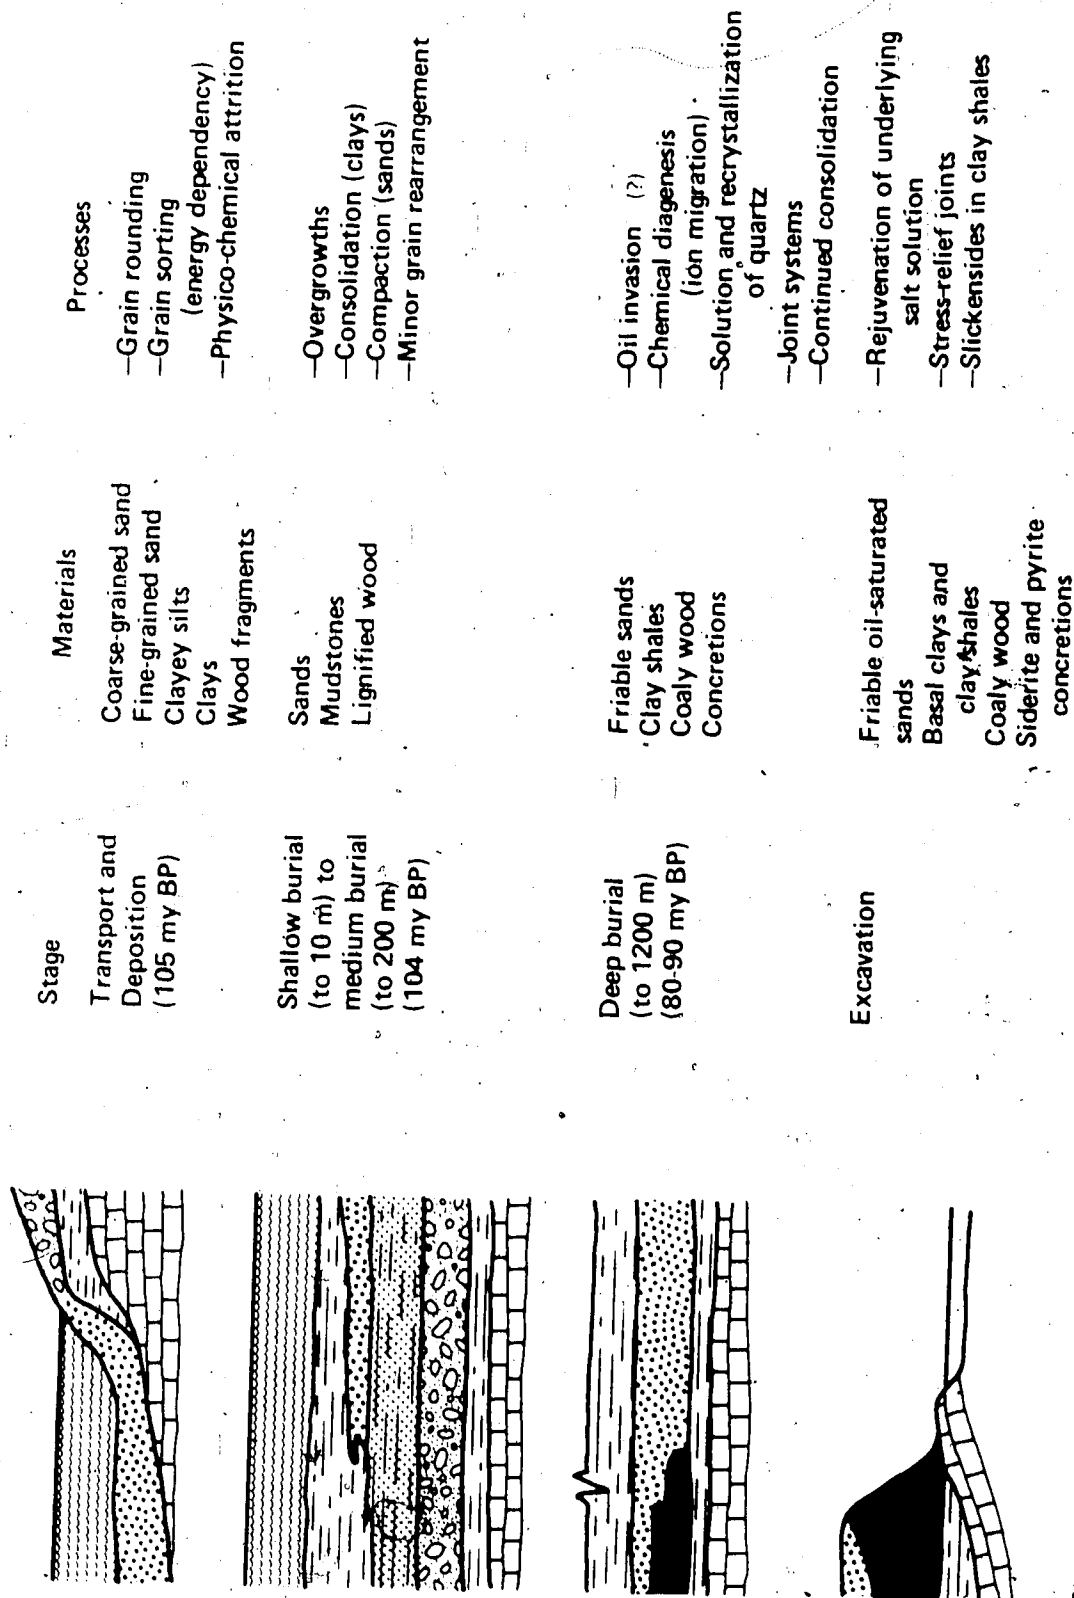 Stage
Materials
Processes
Transport and
Deposition
(105 my BP)
Coarse-grained sand
Fine-grained sand
Clayey silts
Clays
Wood fragments
—Grain rounding
—Grain sorting
(energy dependency)
—Physico-chemical attrition
Shallow burial
(to 10 m) to
medium burial
(to 200 m)
(104 my BP)
Sands
Mudstones
Lignified wood
—Overgrowths
—Consolidation (clays)
—Compaction (sands)
—Minor grain rearrangement
Deep burial
(to 1200 m)
(80-90 my BP)
Friable sands
Clay shales
Coaly wood
Concretions
—Oil invasion (?)
—Chemical diagenesis
(ion migration)
—Solution and recrystallization
of quartz
—Joint systems
—Continued consolidation
Excavation
Friable oil-saturated
sands
Basal clays and
clay shales
Coaly wood
Siderite and pyrite
concretions
—Rejuvenation of underlying
salt solution
—Stress-relief joints
—Slickensides in clay shales